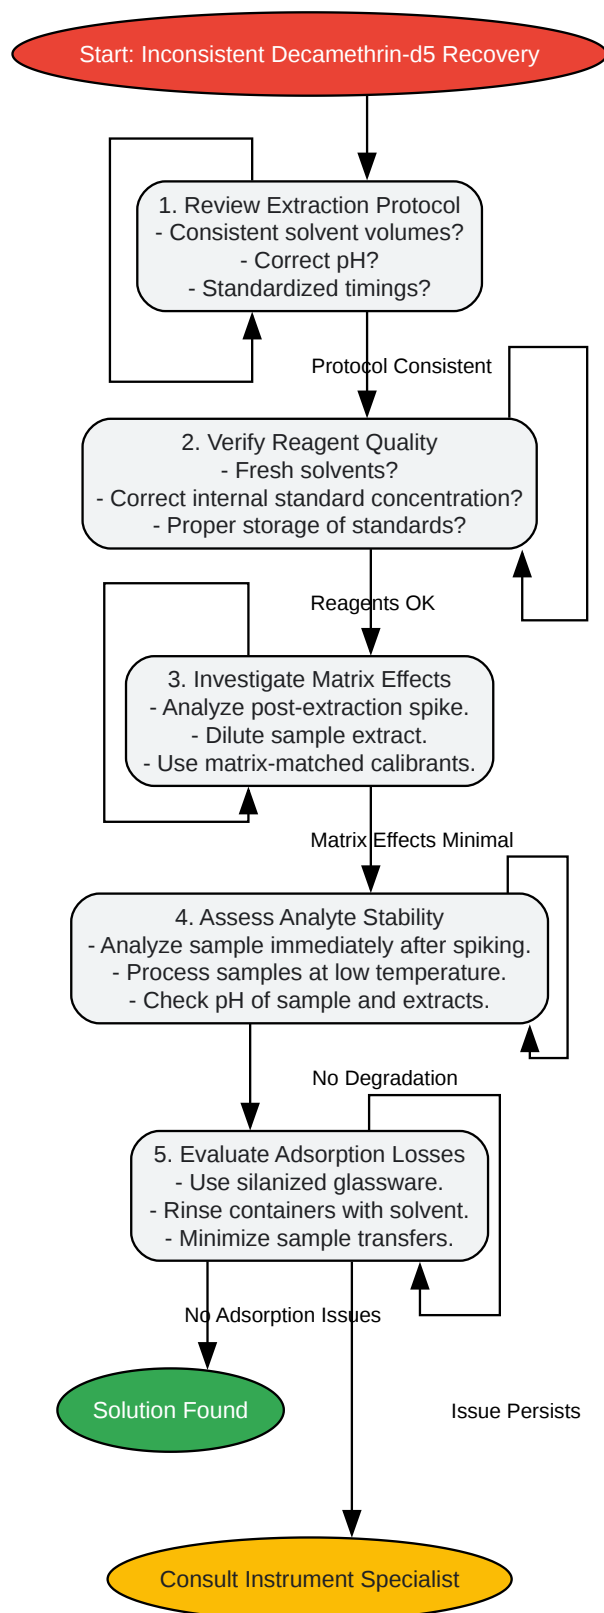 Start: Inconsistent Decamethrin-d5 Recovery
1. Review Extraction Protocol
- Consistent solvent volumes?
- Correct pH?
- Standardized timings?
Protocol Consistent
2. Verify Reagent Quality
- Fresh solvents?
- Correct internal standard concentration?
- Proper storage of standards?
Reagents OK
3. Investigate Matrix Effects
- Analyze post-extraction spike.
- Dilute sample extract.
- Use matrix-matched calibrants.
Matrix Effects Minimal
4. Assess Analyte Stability
- Analyze sample immediately after spiking.
- Process samples at low temperature.
- Check pH of sample and extracts.
No Degradation
5. Evaluate Adsorption Losses
- Use silanized glassware.
- Rinse containers with solvent.
- Minimize sample transfers.
No Adsorption Issues
Solution Found
Issue Persists
Consult Instrument Specialist